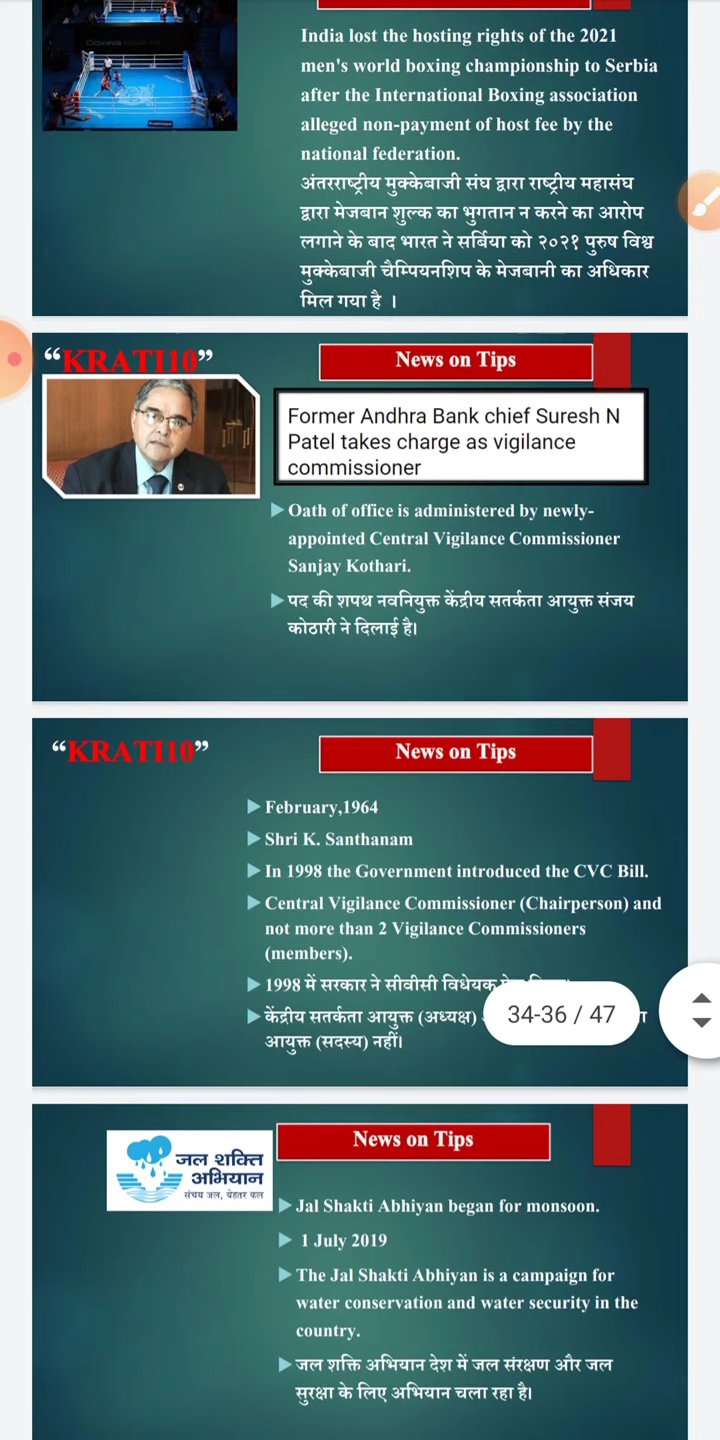 India lost the hosting rights of the 2021
men's world boxing championship to Serbia
after the International Boxing association
alleged non-payment of host fee by the
national federation.
अंतरराष्ट्रीय मुक्केबाजी संघ द्वारा राष्ट्रीय महासंघ
द्वारा मेजबान शुल्क का भुगतान न करने का आरोप
लगाने के बाद भारत ने सर्बिया को २०२१ पुरुष विश्व
मुक्केबाजी चैम्पियनशिप के मेजबानी का अधिकार
मिल गया है ।
“KRATI10”
News on Tips
Former Andhra Bank chief Suresh N
Patel takes charge as vigilance
commissioner
Oath of office is administered by newly-
appointed Central Vigilance Commissioner
Sanjay Kothari.
पद की शपथ नवनियुक्त केंद्रीय सतर्कता आयुक्त संजय
कोठारी ने दिलाई है।
“KRATI10”
News on Tips
February,1964
Shri K. Santhanam
In 1998 the Government introduced the CVC Bill.
Central Vigilance Commissioner (Chairperson) and
not more than 2 Vigilance Commissioners
(members).
1998 में सरकार ने सीवीसी विधेयक
केंद्रीय सतर्कता आयुक्त (अध्यक्ष)
34-36 / 47
आयुक्त (सदस्य) नहीं।
जल शक्ति
अभियान
संचय जल, बेहतर कल
News on Tips
Jal Shakti Abhiyan began for monsoon.
1 July 2019
The Jal Shakti Abhiyan is a campaign for
water conservation and water security in the
country.
जल शक्ति अभियान देश में जल संरक्षण और जल
सुरक्षा के लिए अभियान चला रहा है।